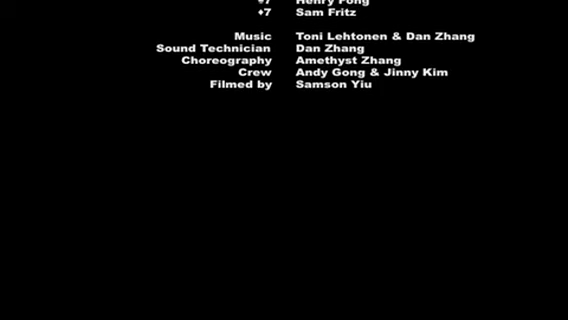 Henry Fong
♦7 Sam Fritz
Music Toni Lehtonen & Dan Zhang
Sound Technician Dan Zhang
Choreography Amethyst Zhang
Crew Andy Gong & Jinny Kim
Filmed by Samson Yiu